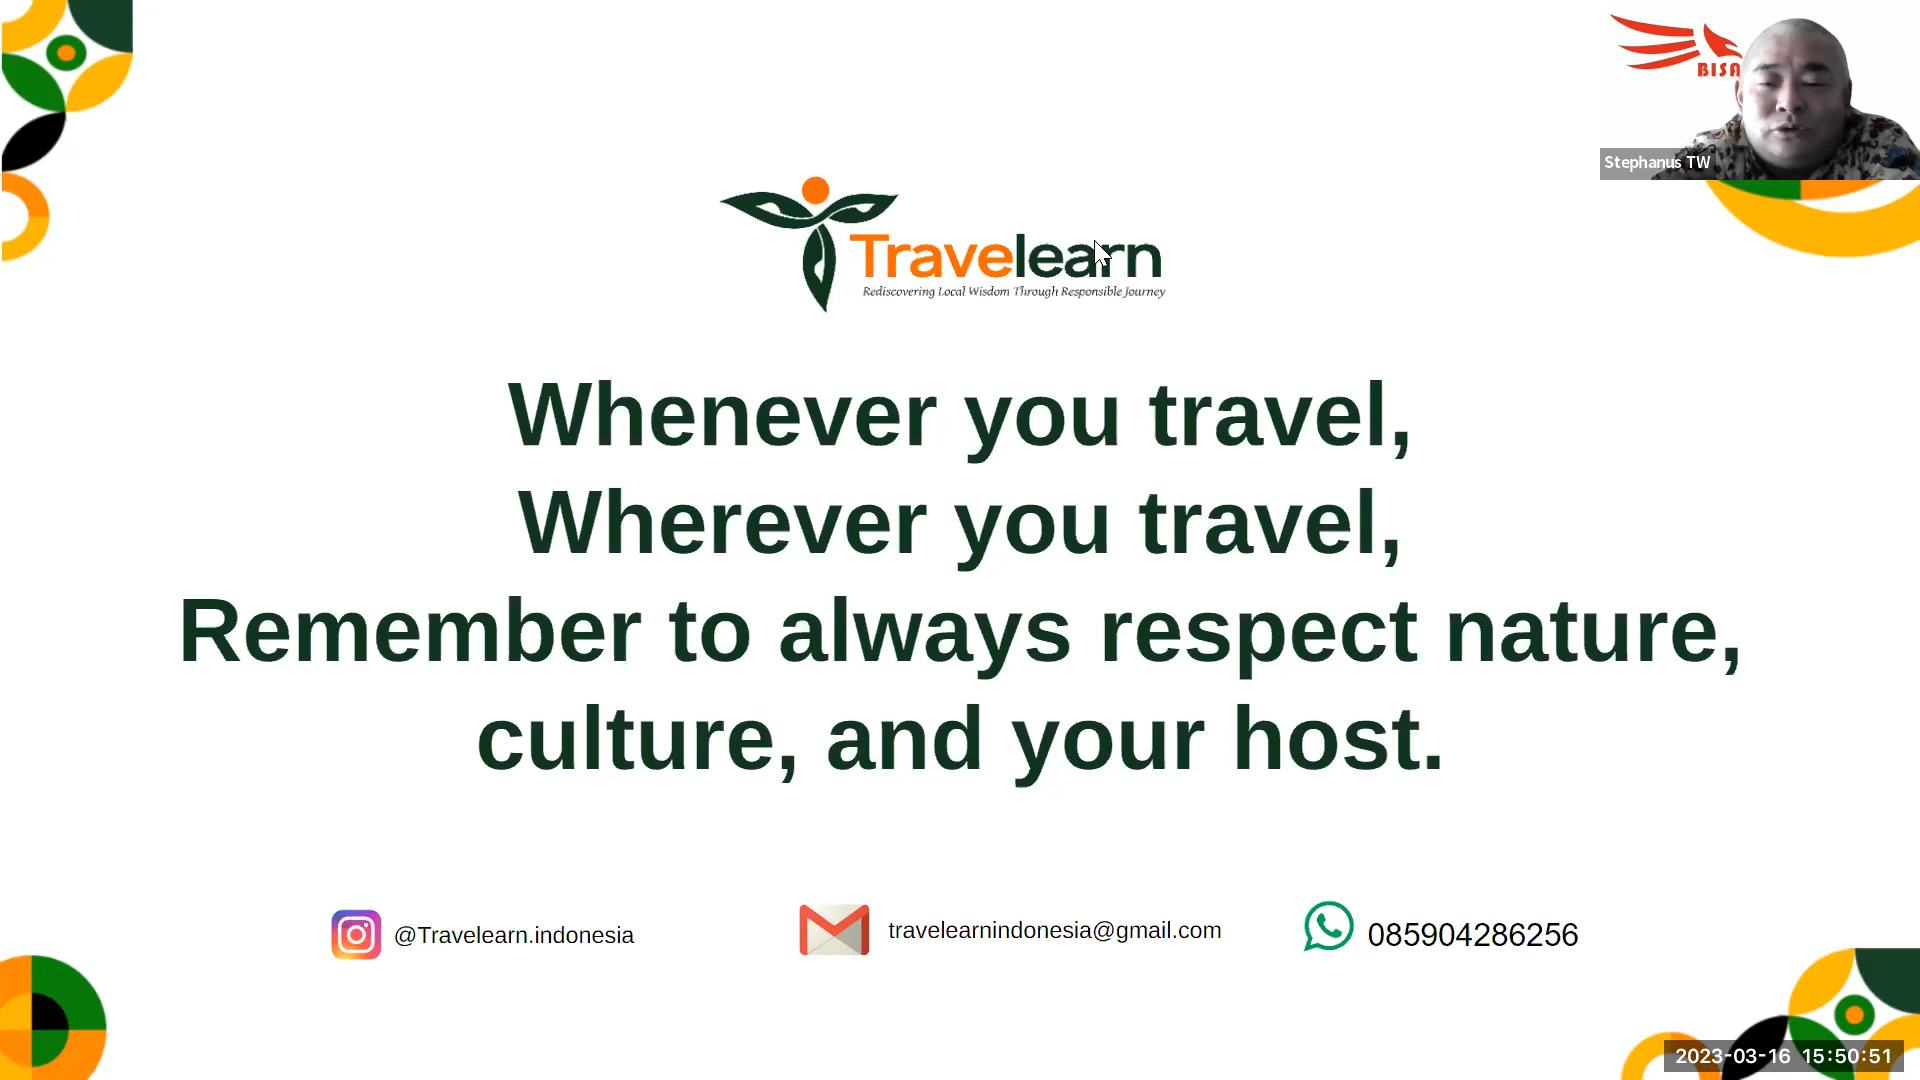 BISA
Stephanus TW
Travelearn
Rediscovering Local Wisdom Through Responsible Journey
Whenever you travel,
Wherever you travel,
Remember to always respect nature,
culture, and your host.
@Travelearn.indonesia
travelearnindonesia@gmail.com
085904286256
2023-03-16 15:50:51